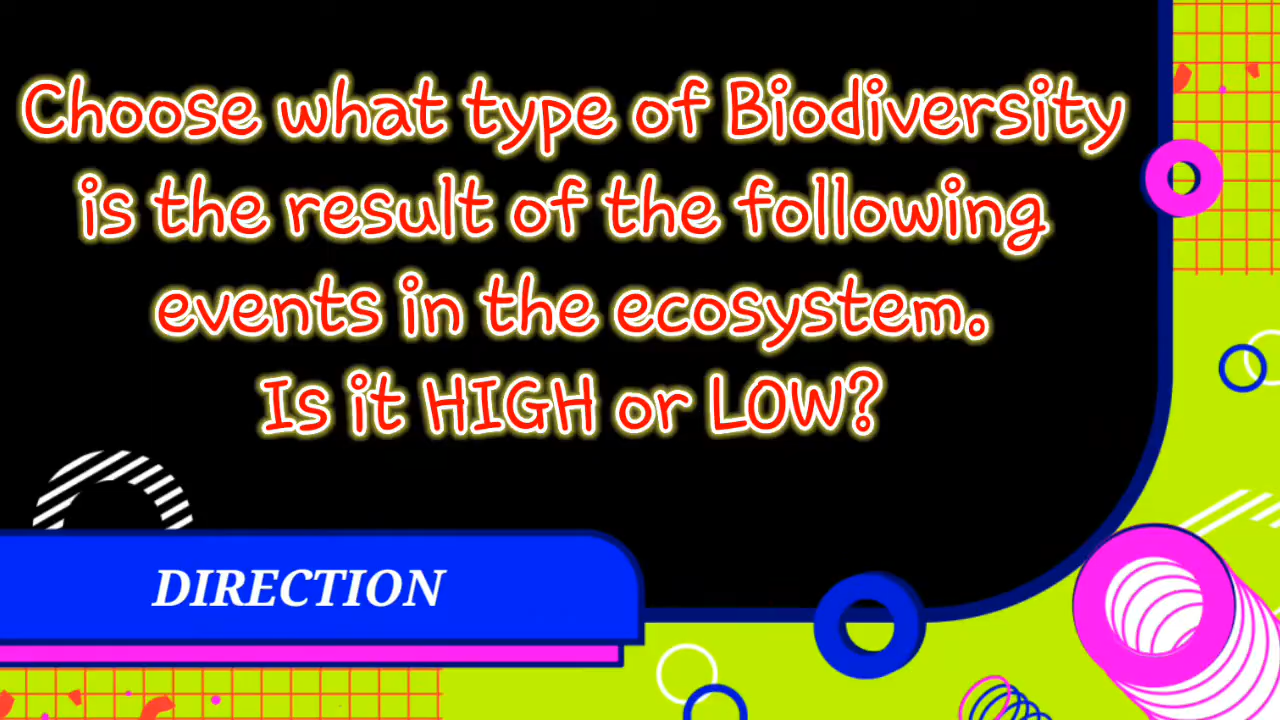 Choose what type of Biodiversity
is the result of the following
events in the ecosystem.
Is it HIGH or LOW?
DIRECTION